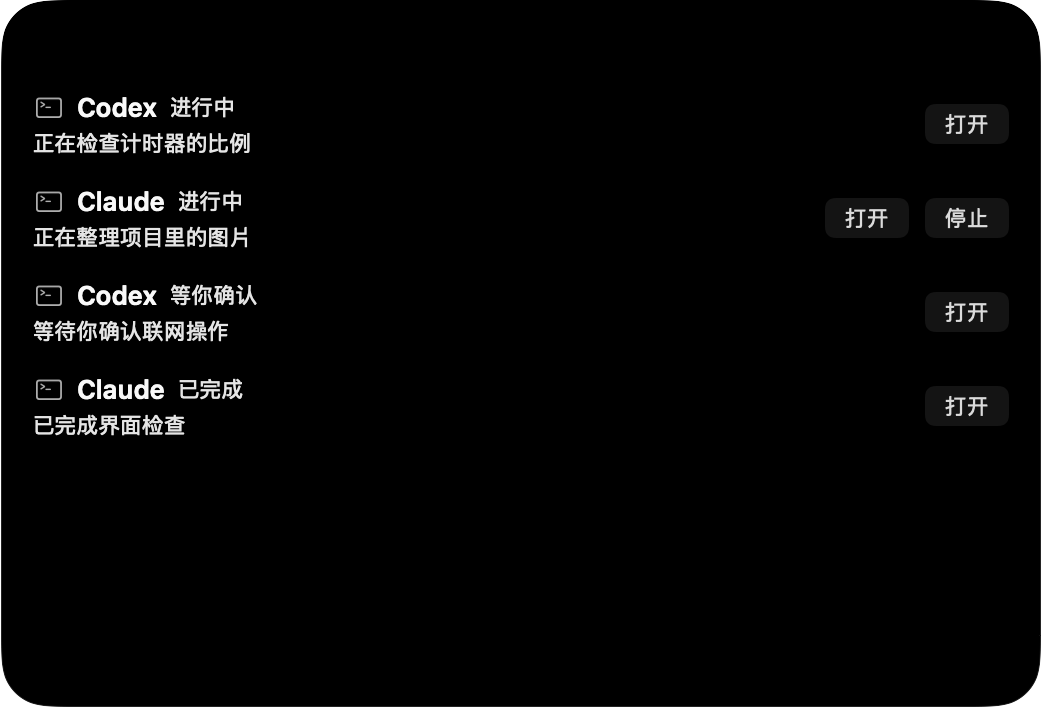 Codex 进行中
正在检查计时器的比例
打开
Claude 进行中
正在整理项目里的图片
打开 停止
Codex 等你确认
等待你确认联网操作
打开
Claude 已完成
已完成界面检查
打开